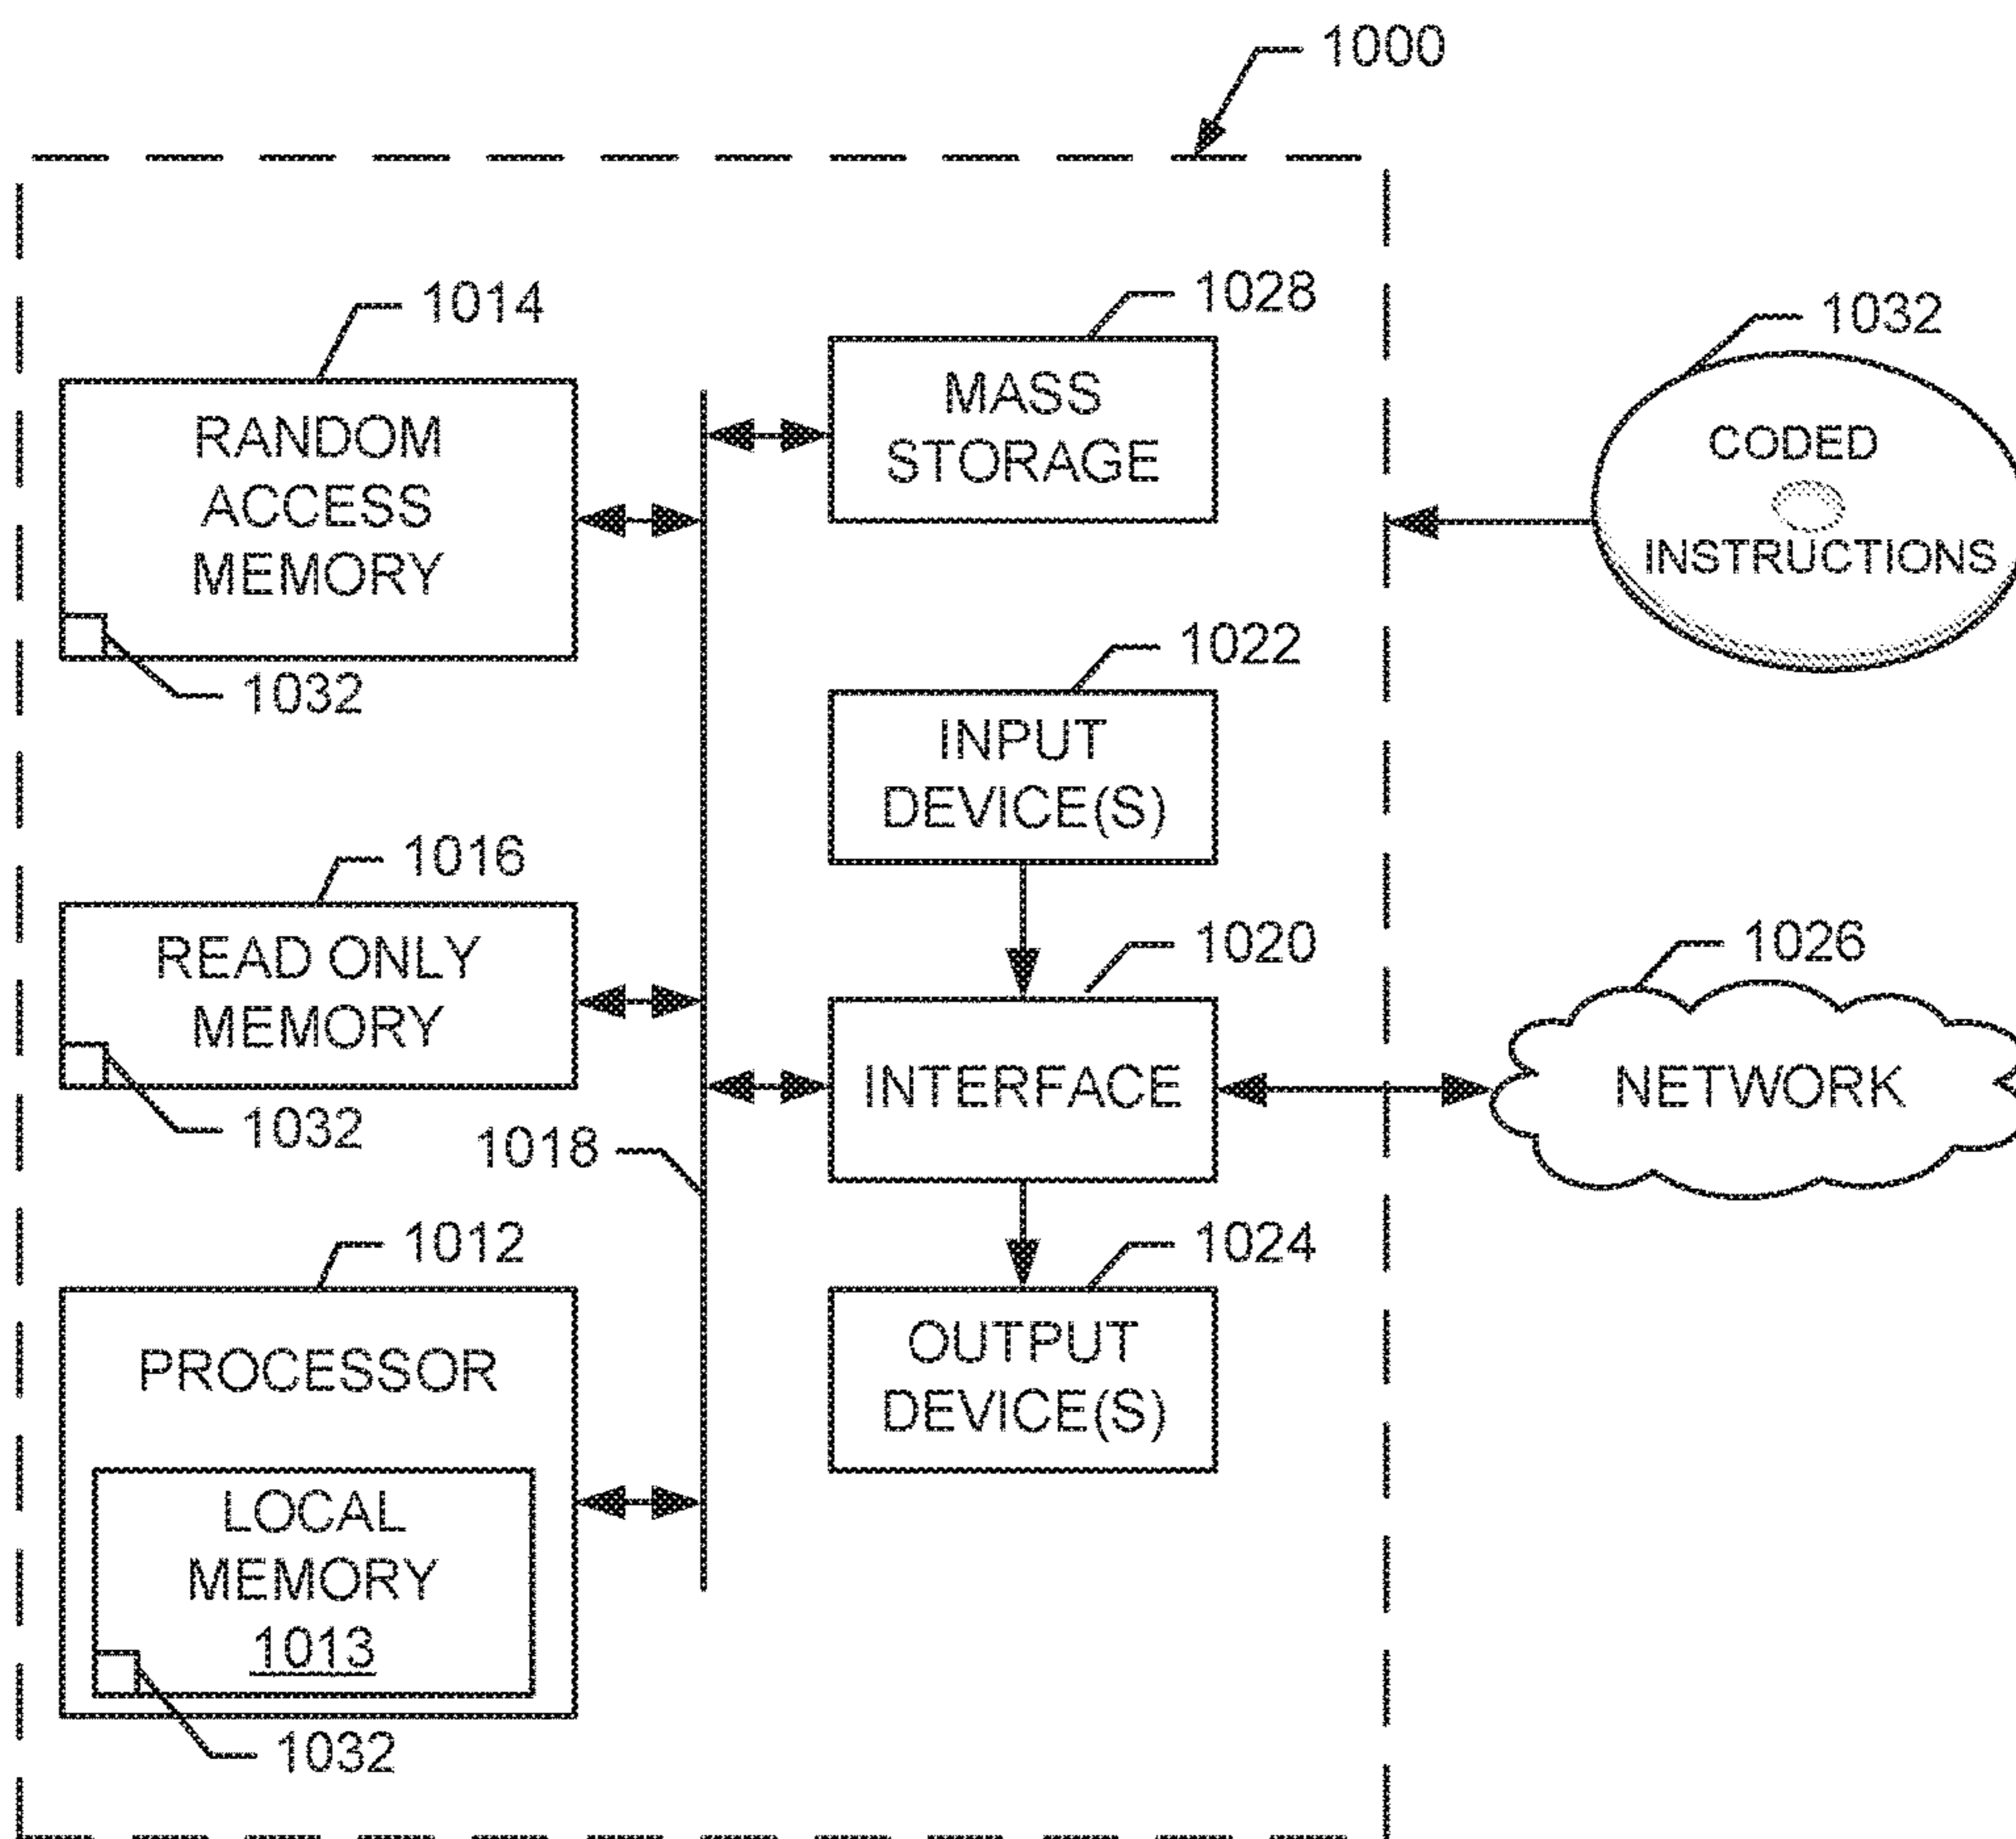 1000
1014
RANDOM
ACCESS
MEMORY
1032
1028
MASS
STORAGE
1032
CODED
INSTRUCTIONS
1022
INPUT
DEVICE(S)
1016
READ ONLY
MEMORY
1032
1018
1020
INTERFACE
1026
NETWORK
1012
PROCESSOR
LOCAL
MEMORY
1013
1032
1024
OUTPUT
DEVICE(S)